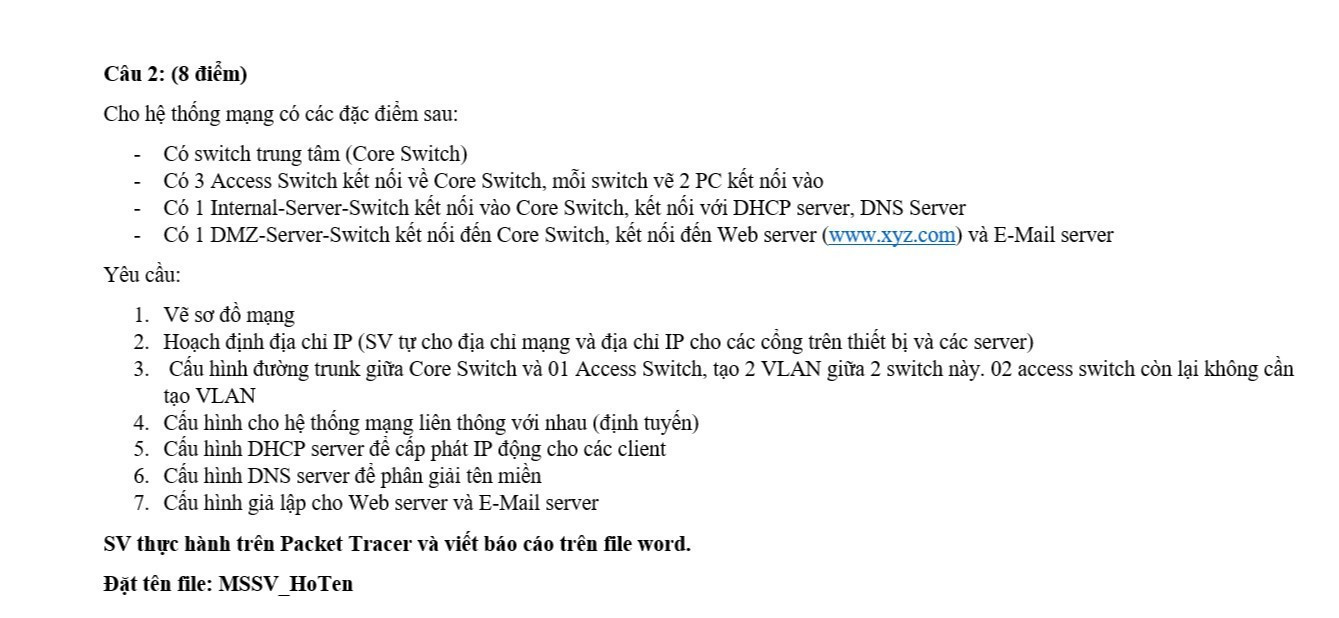 Câu 2: (8 điểm)
Cho hệ thống mạng có các đặc điểm sau:
- Có switch trung tâm (Core Switch)
- Có 3 Access Switch kết nối về Core Switch, mỗi switch vẽ 2 PC kết nối vào
- Có 1 Internal-Server-Switch kết nối vào Core Switch, kết nối với DHCP server, DNS Server
- Có 1 DMZ-Server-Switch kết nối đến Core Switch, kết nối đến Web server (www.xyz.com) và E-Mail server
Yêu cầu:
1. Vẽ sơ đồ mạng
2. Hoạch định địa chỉ IP (SV tự cho địa chỉ mạng và địa chỉ IP cho các cổng trên thiết bị và các server)
3. Cấu hình đường trunk giữa Core Switch và 01 Access Switch, tạo 2 VLAN giữa 2 switch này. 02 access switch còn lại không cần
tạo VLAN
4. Cấu hình cho hệ thống mạng liên thông với nhau (định tuyến)
5. Cấu hình DHCP server để cấp phát IP động cho các client
6. Cấu hình DNS server để phân giải tên miền
7. Cấu hình giả lập cho Web server và E-Mail server
SV thực hành trên Packet Tracer và viết báo cáo trên file word.
Đặt tên file: MSSV_HoTen